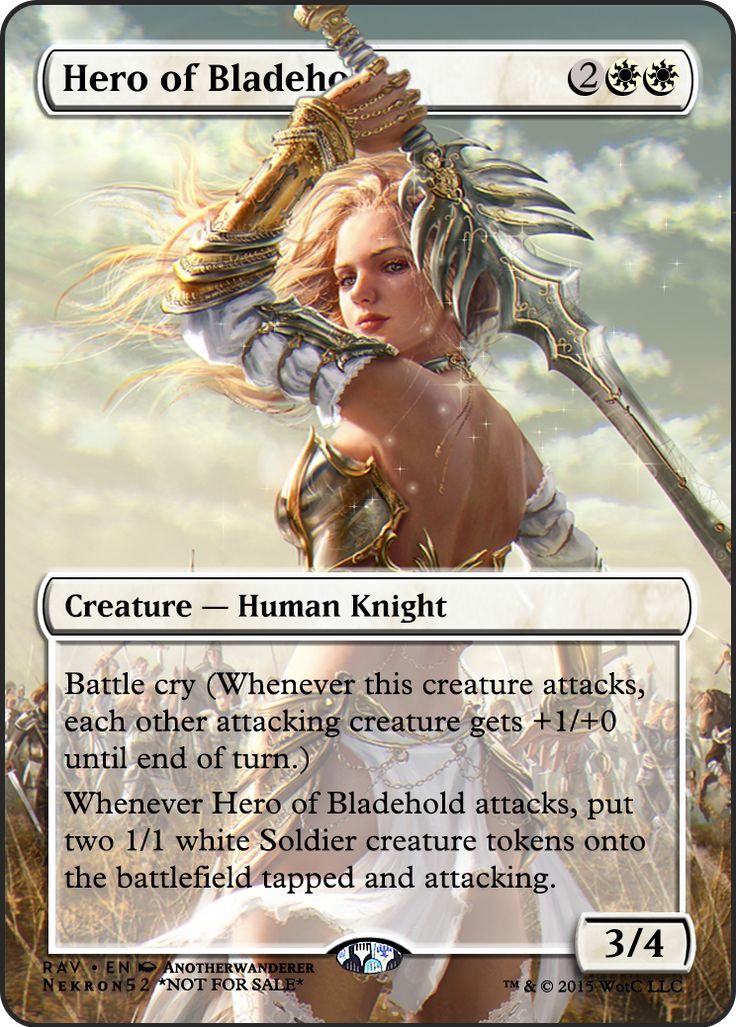 Hero of Bladeho
2
Creature — Human Knight
Battle cry (Whenever this creature attacks,
each other attacking creature gets +1/+0
until end of turn.)
Whenever Hero of Bladehold attacks, put
two 1/1 white Soldier creature tokens onto
the battlefield tapped and attacking.
3/4
RAV • EN ANOTHERWANDERER
NEKRON52 *NOT FOR SALE*
™ & © 2015 WotC LLC